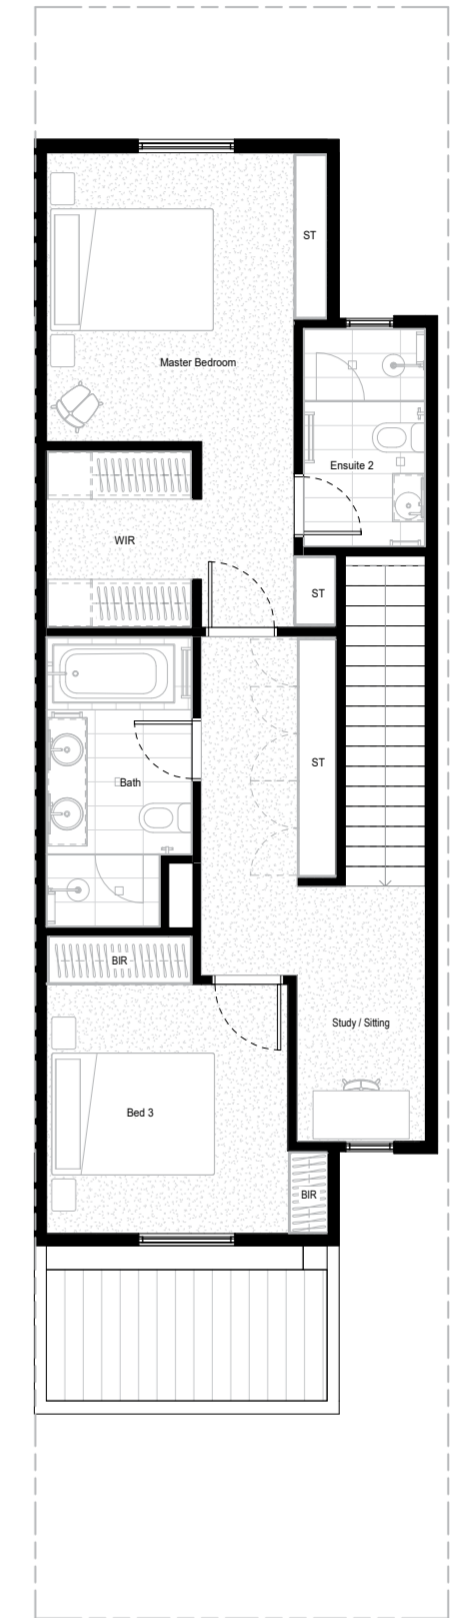 ST
Master Bedroom
Ensuite 2
WIR
ST
ST
Bath
BIR
Study / Sitting
Bed 3
BIR